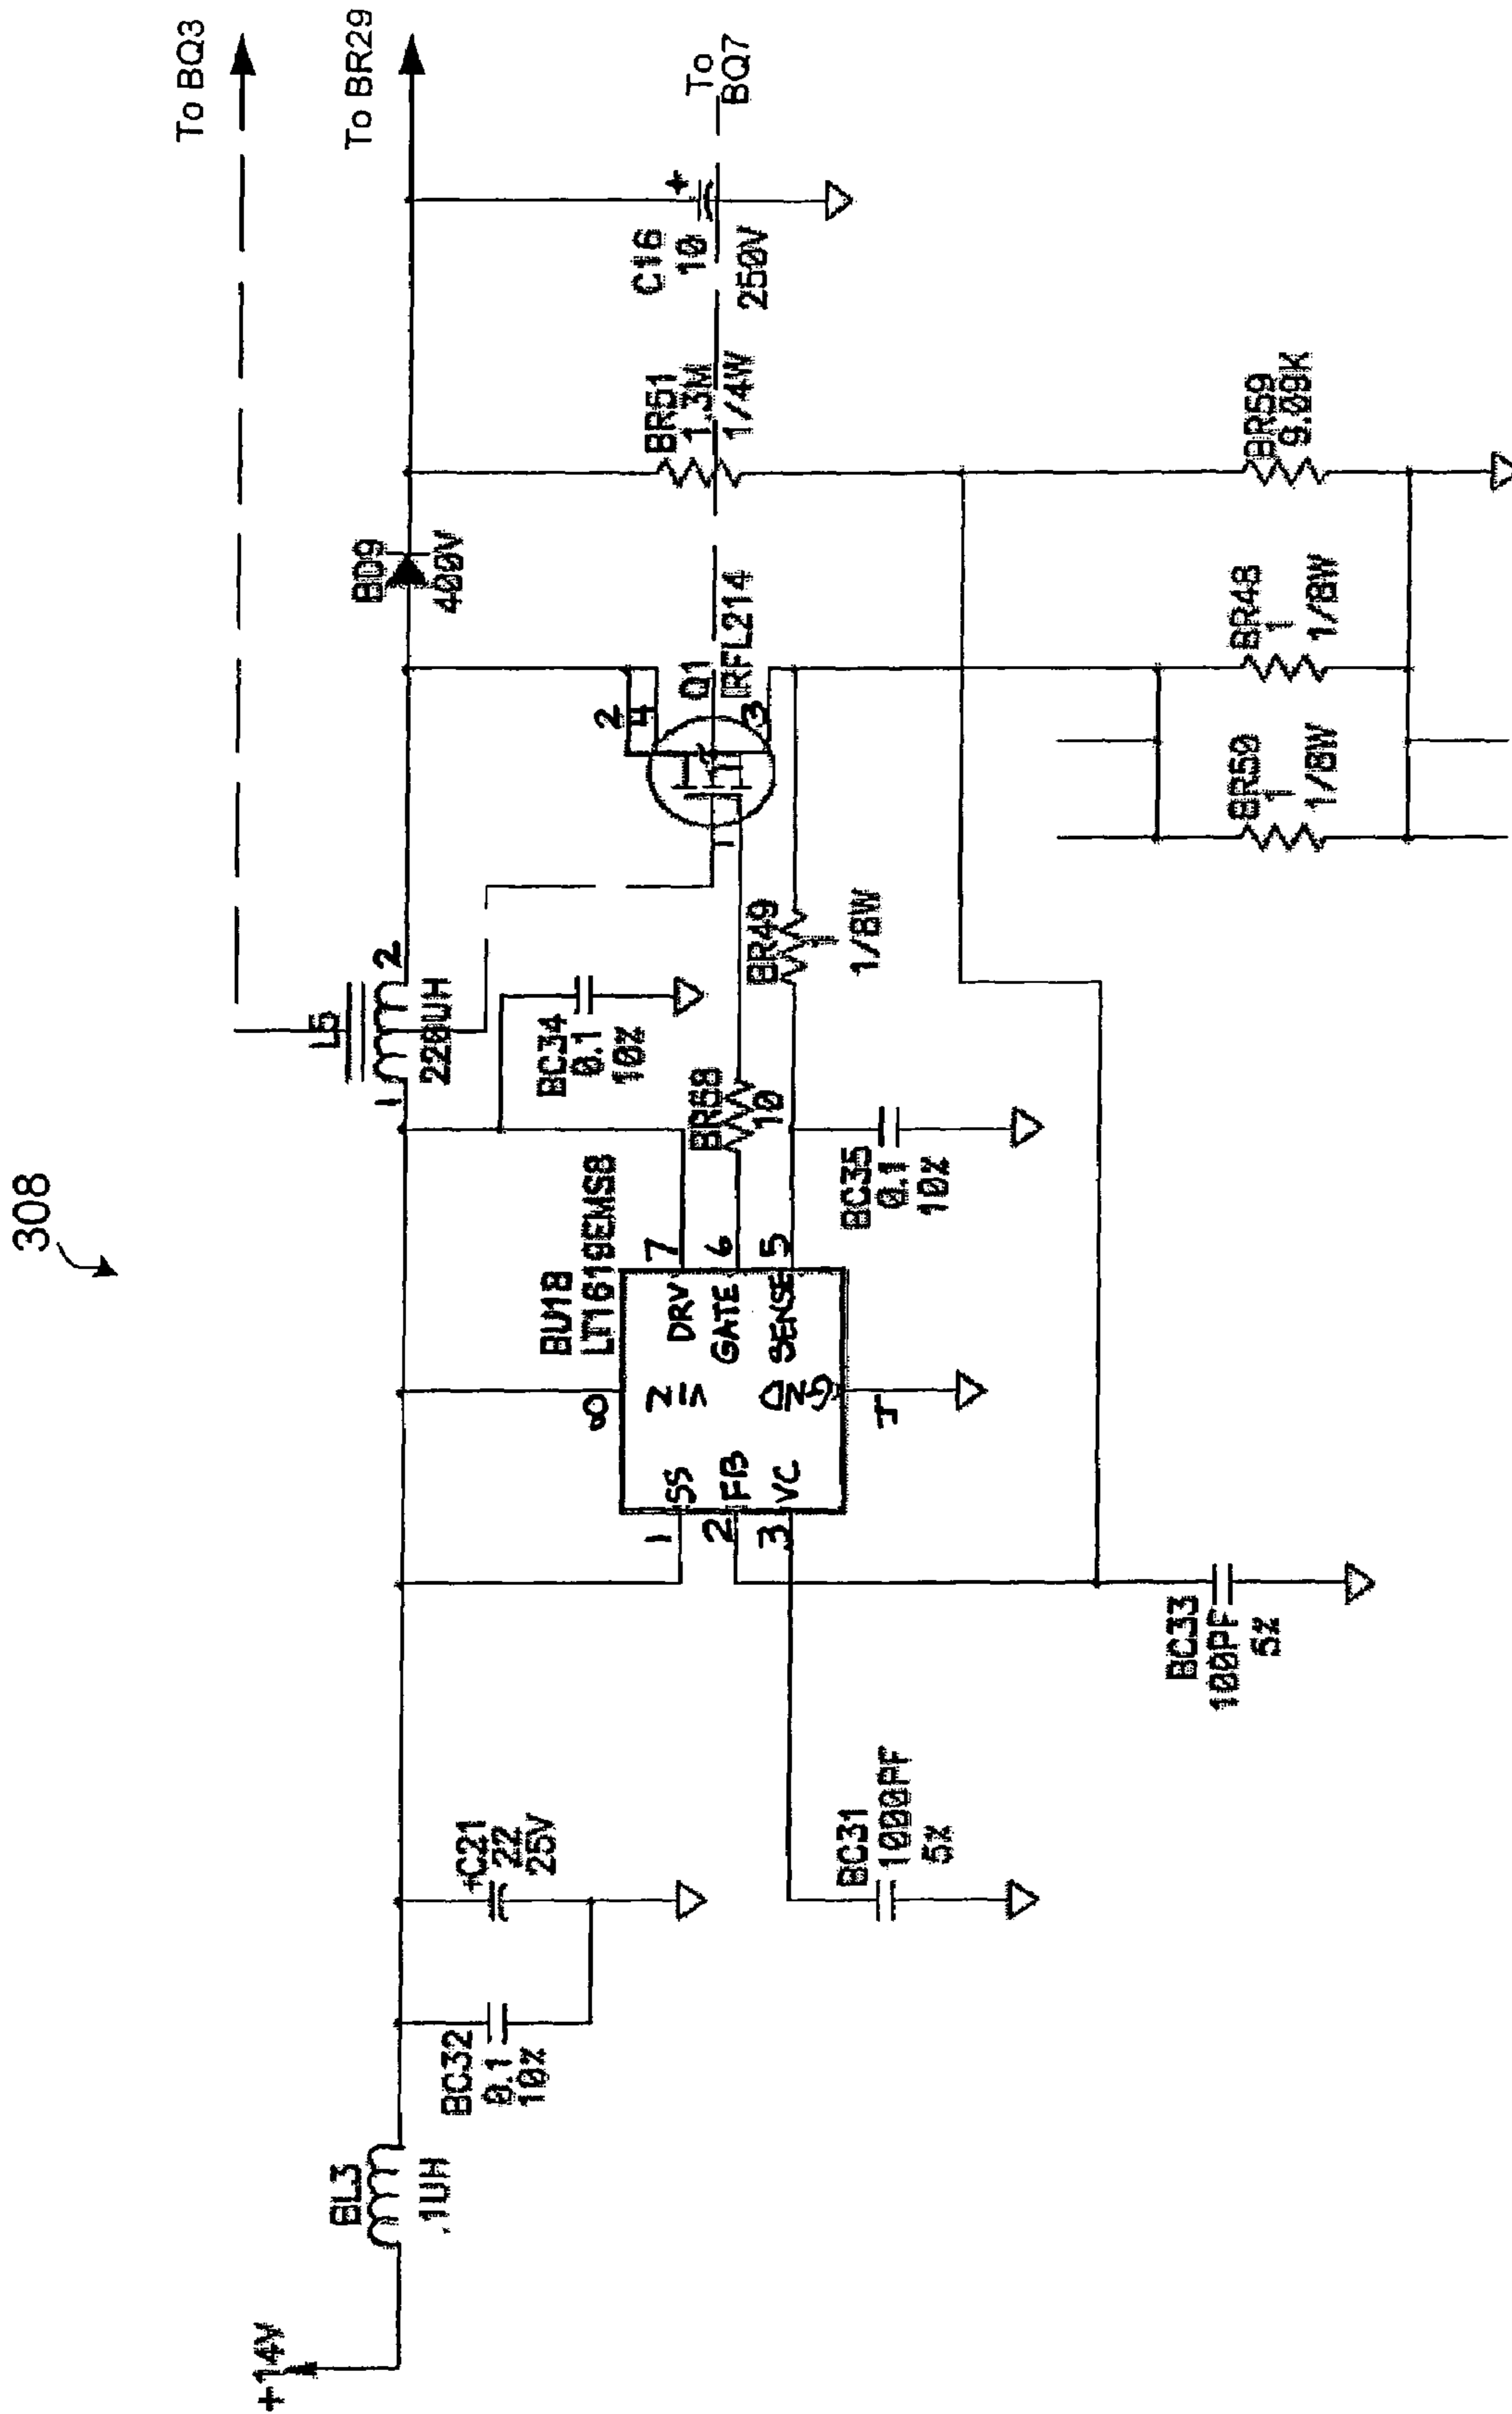 308
To BQ3
To BR29
To
BQ7
+14V
BL3
.1UH
BC32
0.1
10%
+C21
22
25V
BU18
LT1619EMS8
8
VIN
1
SS
2
FB
3
VC
7
DRV
6
GATE
5
SENSE
GND
4
BC31
1000PF
5%
BC33
100PF
5%
BC34
0.1
10%
BR58
10
BC35
0.1
10%
L5
1
2
220UH
BR49
1
1/8W
Q1
IRFL214
2
4
1
3
BD9
400V
BR51
1.3M
1/4W
C16
+
10
250V
BR50
1
1/8W
BR48
1
1/8W
BR59
9.09K